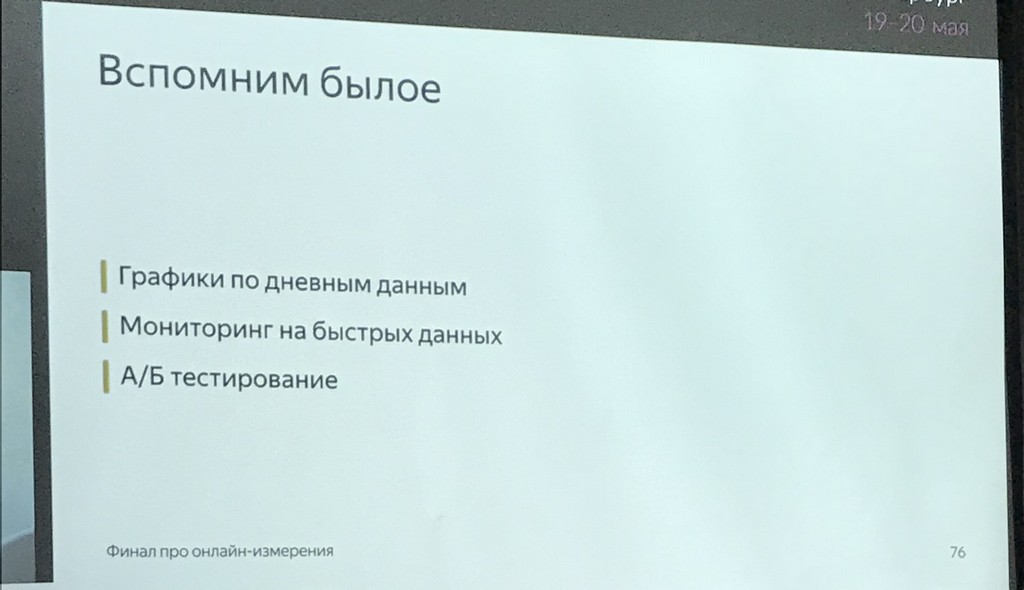 19-20 мая
Вспомним былое
Графики по дневным данным
Мониторинг на быстрых данных
А/Б тестирование
Финал про онлайн-измерения
76